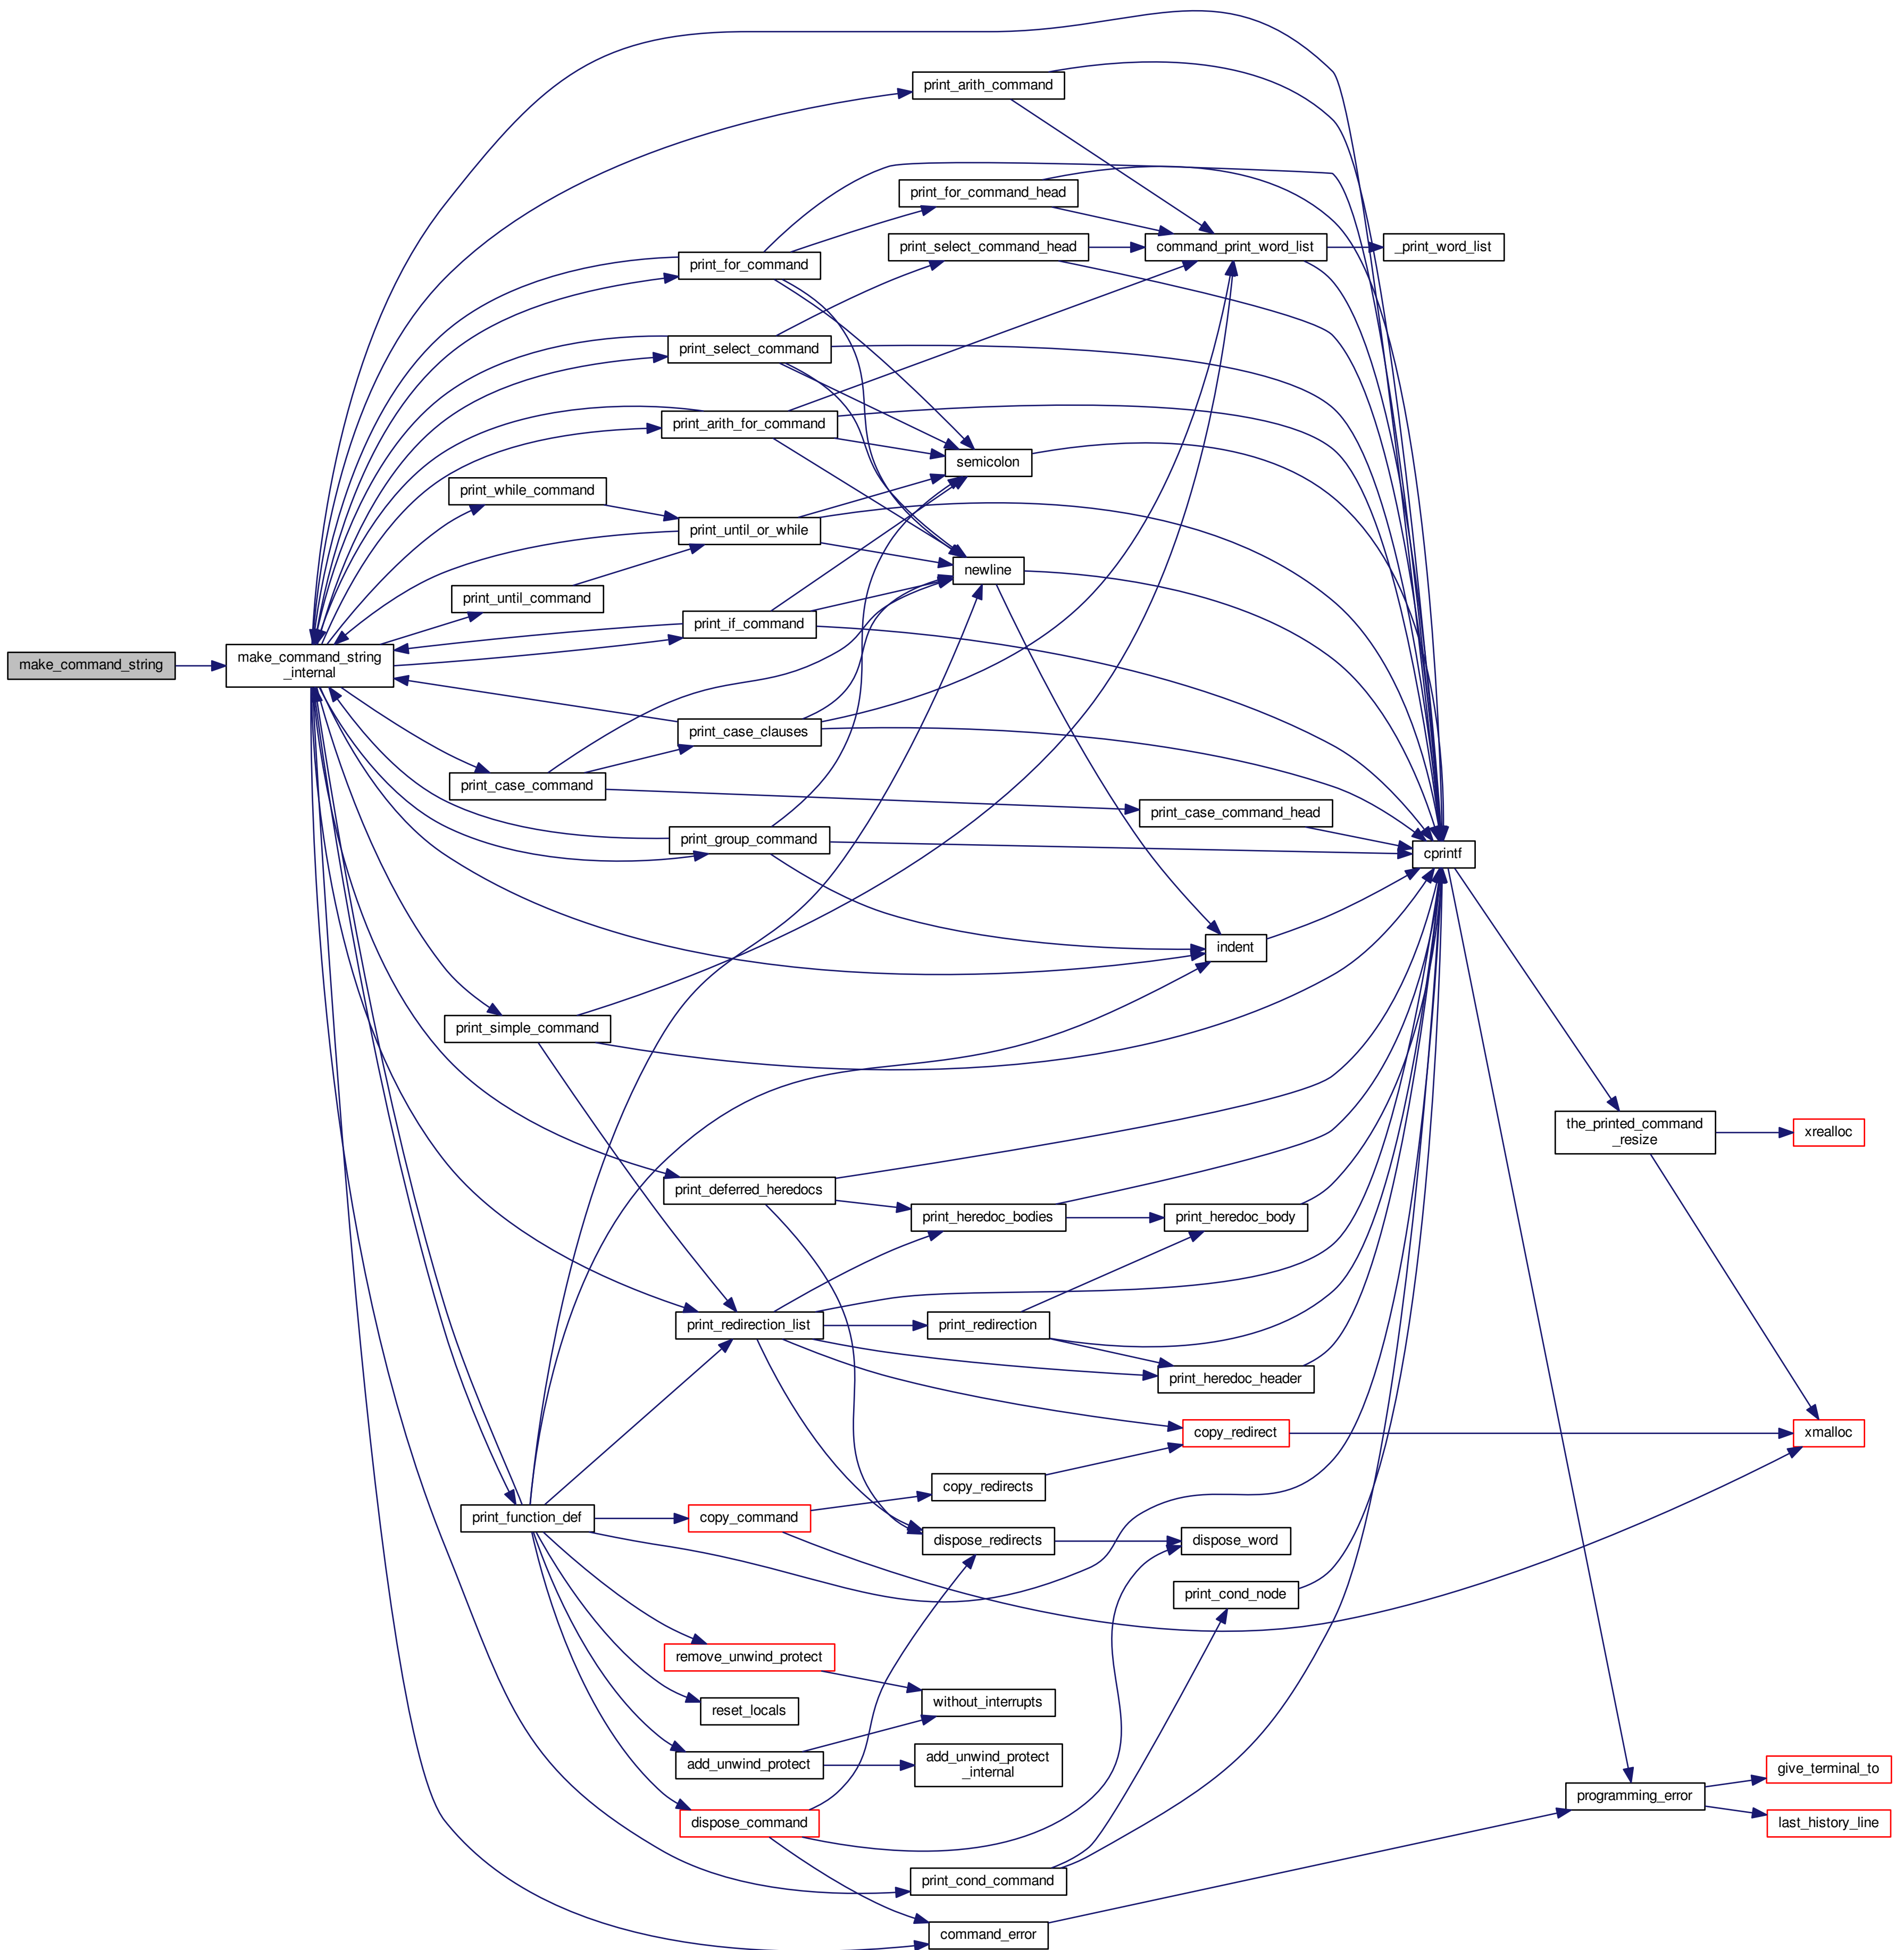 print_arith_command
print_for_command_head
print_select_command_head
command_print_word_list
_print_word_list
print_for_command
print_select_command
print_arith_for_command
semicolon
print_while_command
print_until_or_while
newline
print_until_command
print_if_command
make_command_string
make_command_string
_internal
print_case_clauses
print_case_command
print_case_command_head
print_group_command
cprintf
indent
print_simple_command
the_printed_command
_resize
xrealloc
print_deferred_heredocs
print_heredoc_bodies
print_heredoc_body
print_redirection_list
print_redirection
print_heredoc_header
copy_redirect
xmalloc
copy_redirects
print_function_def
copy_command
dispose_redirects
dispose_word
print_cond_node
remove_unwind_protect
without_interrupts
reset_locals
add_unwind_protect
add_unwind_protect
_internal
give_terminal_to
programming_error
dispose_command
last_history_line
print_cond_command
command_error